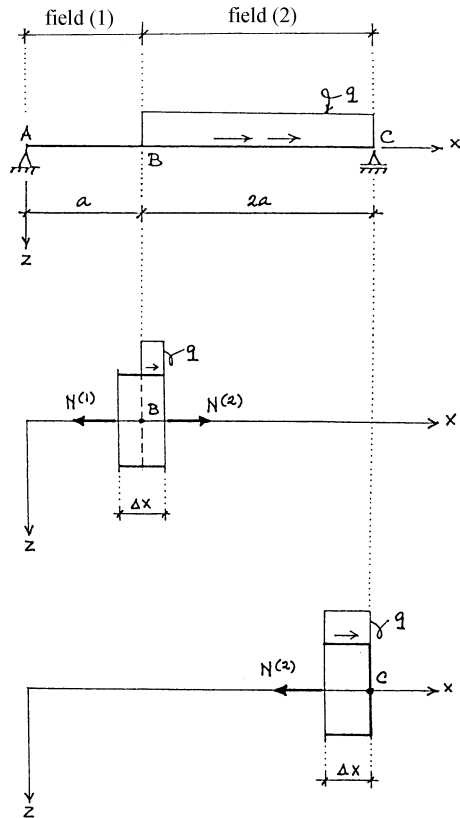 field (1) field (2)
q
A B C x
a 2a
z
q
N(1) B N(2) x
Δx
z
q
N(2) C x
Δx
z